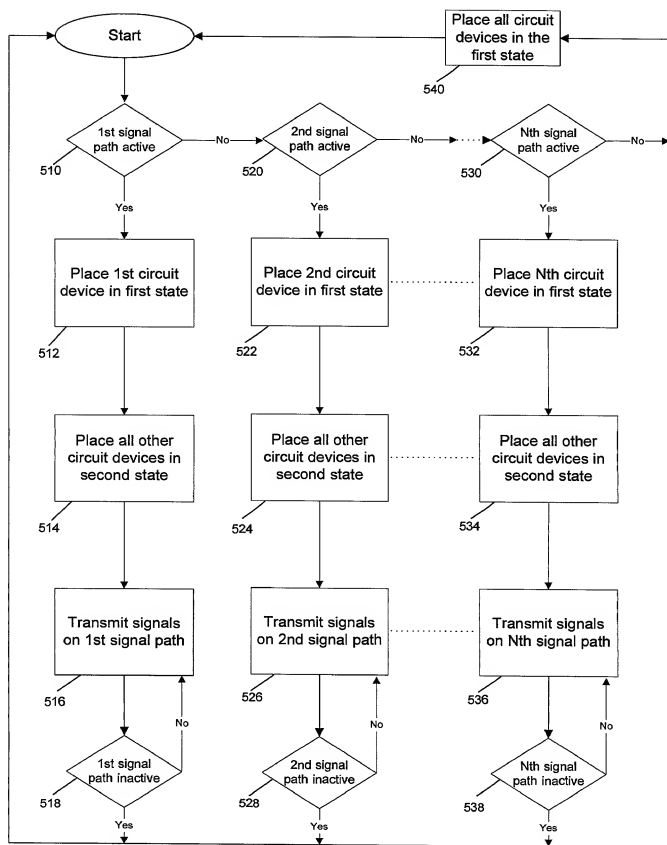 Start
Place all circuit
devices in the
first state
540
1st signal
path active
510
No
2nd signal
path active
520
No
Nth signal
path active
530
No
Yes
Yes
Yes
Place 1st circuit
device in first state
512
Place 2nd circuit
device in first state
522
Place Nth circuit
device in first state
532
Place all other
circuit devices in
second state
514
Place all other
circuit devices in
second state
524
Place all other
circuit devices in
second state
534
Transmit signals
on 1st signal path
516
Transmit signals
on 2nd signal path
526
Transmit signals
on Nth signal path
536
No
No
No
1st signal
path inactive
518
2nd signal
path inactive
528
Nth signal
path inactive
538
Yes
Yes
Yes